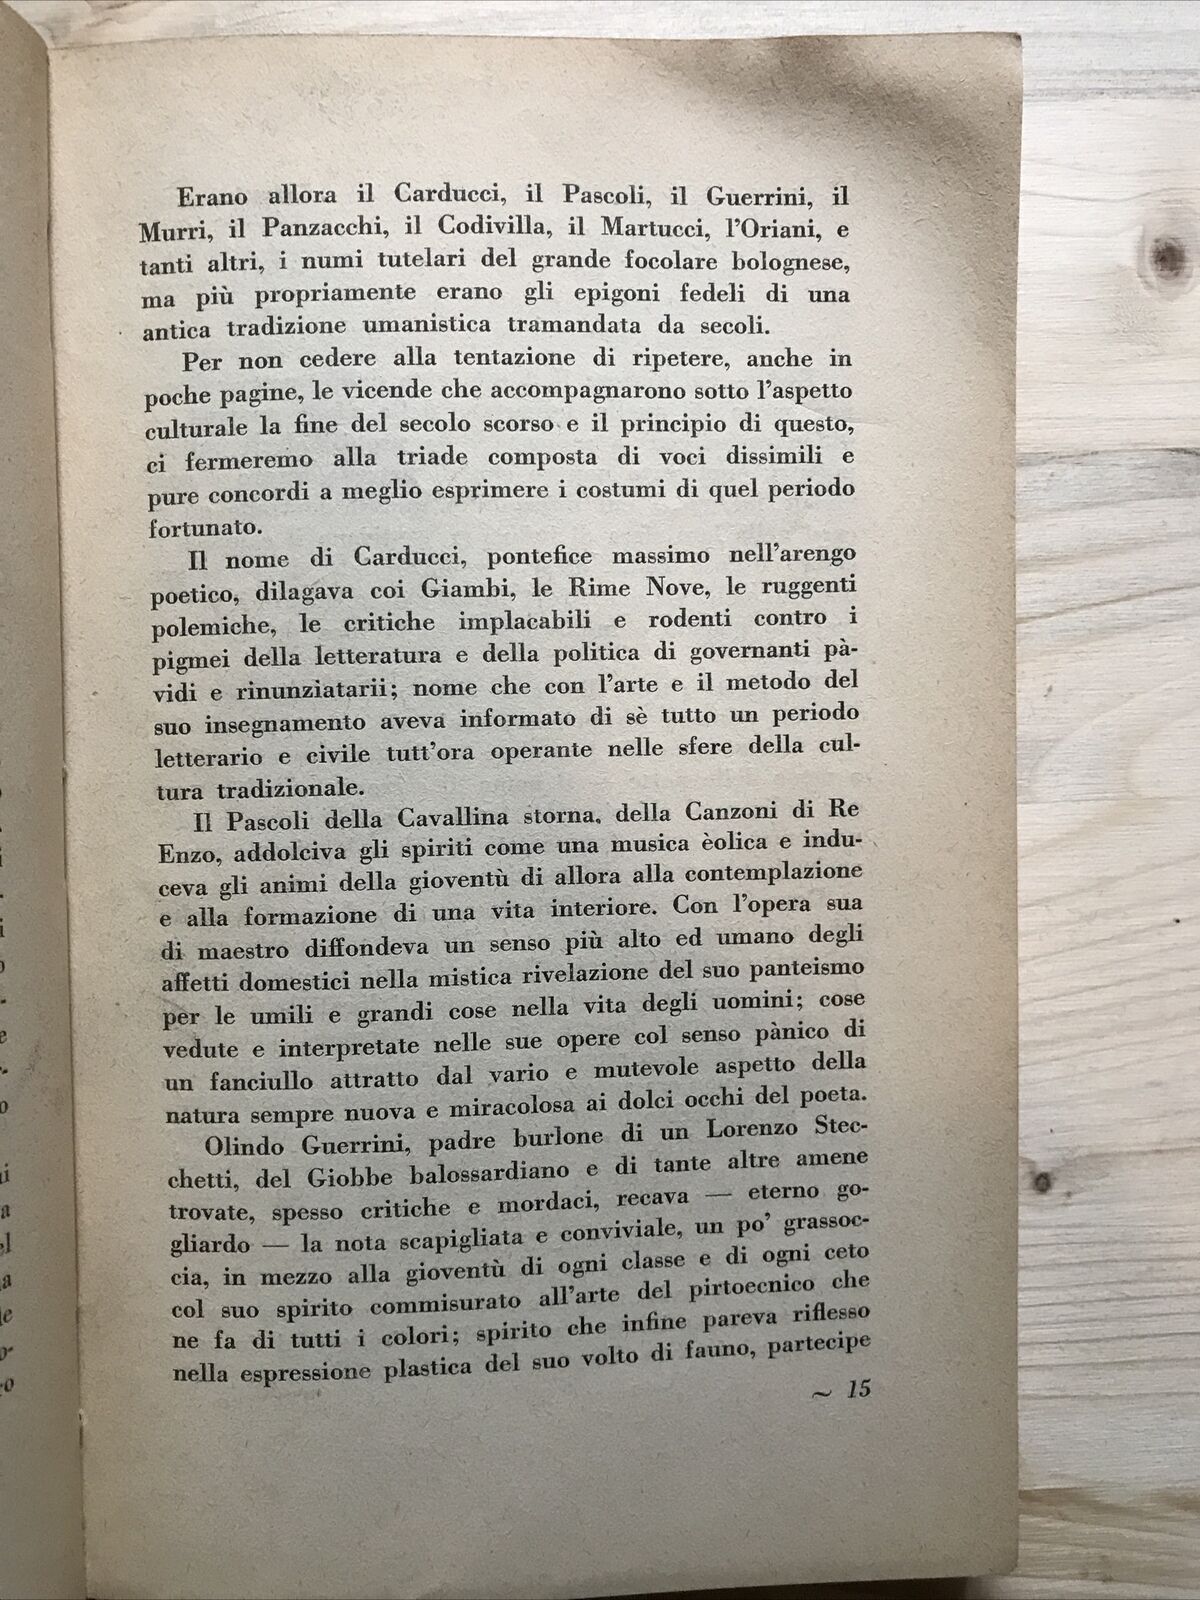 Erano allora il Carducci, il Pascoli, il Guerrini, il
Murri, il Panzacchi, il Codivilla, il Martucci, l'Oriani, e
tanti altri, i numi tutelari del grande focolare bolognese,
ma più propriamente erano gli epigoni fedeli di una
antica tradizione umanistica tramandata da secoli.
Per non cedere alla tentazione di ripetere, anche in
poche pagine, le vicende che accompagnarono sotto l'aspetto
culturale la fine del secolo scorso e il principio di questo,
ci fermeremo alla triade composta di voci dissimili e
pure concordi a meglio esprimere i costumi di quel periodo
fortunato.
Il nome di Carducci, pontefice massimo nell'arengo
poetico, dilagava coi Giambi, le Rime Nove, le ruggenti
polemiche, le critiche implacabili e rodenti contro i
pigmei della letteratura e della politica di governanti pà-
vidi e rinunziatarii; nome che con l'arte e il metodo del
suo insegnamento aveva informato di sè tutto un periodo
letterario e civile tutt'ora operante nelle sfere della cul-
tura tradizionale.
Il Pascoli della Cavallina storna, della Canzoni di Re
Enzo, addolciva gli spiriti come una musica èolica e indu-
ceva gli animi della gioventù di allora alla contemplazione
e alla formazione di una vita interiore. Con l'opera sua
di maestro diffondeva un senso più alto ed umano degli
affetti domestici nella mistica rivelazione del suo panteismo
per le umili e grandi cose nella vita degli uomini; cose
vedute e interpretate nelle sue opere col senso pànico di
un fanciullo attratto dal vario e mutevole aspetto della
natura sempre nuova e miracolosa ai dolci occhi del poeta.
Olindo Guerrini, padre burlone di un Lorenzo Stec-
chetti, del Giobbe balossardiano e di tante altre amene
trovate, spesso critiche e mordaci, recava — eterno go-
gliardo — la nota scapigliata e conviviale, un po' grassoc-
cia, in mezzo alla gioventù di ogni classe e di ogni ceto
col suo spirito commisurato all'arte del pirtoecnico che
ne fa di tutti i colori; spirito che infine pareva riflesso
nella espressione plastica del suo volto di fauno, partecipe
~ 15